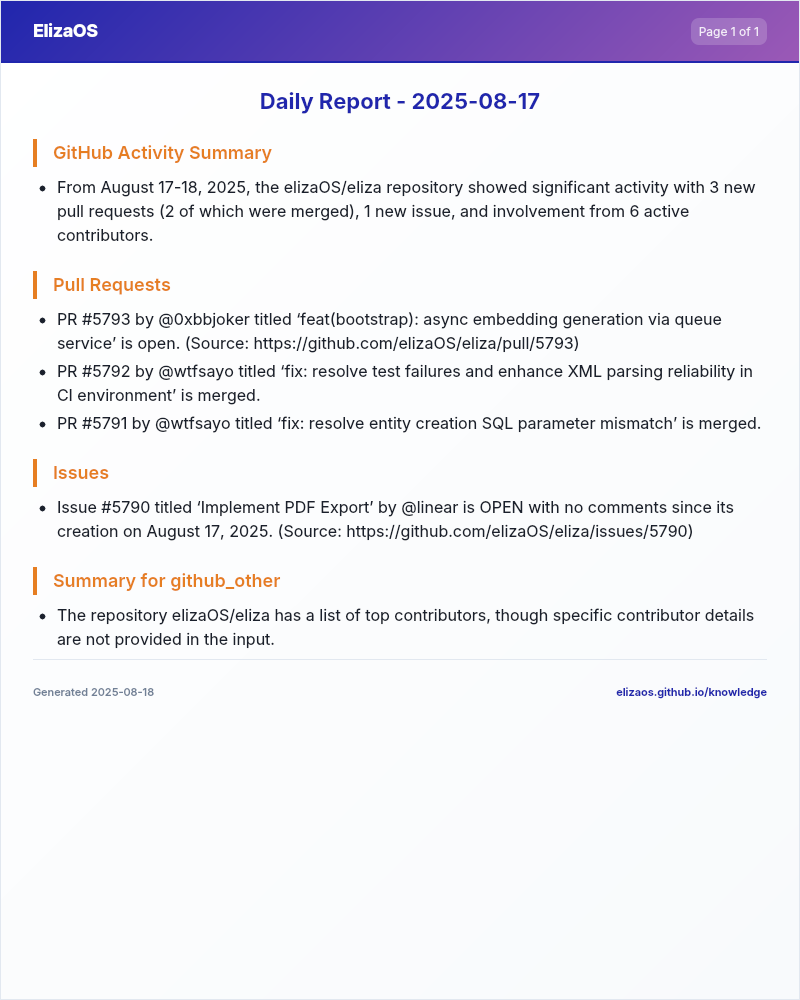 ElizaOS
Page 1 of 1
Daily Report - 2025-08-17
GitHub Activity Summary
• From August 17-18, 2025, the elizaOS/eliza repository showed significant activity with 3 new
pull requests (2 of which were merged), 1 new issue, and involvement from 6 active
contributors.
Pull Requests
• PR #5793 by @0xbbjoker titled ‘feat(bootstrap): async embedding generation via queue
service’ is open. (Source: https://github.com/elizaOS/eliza/pull/5793)
• PR #5792 by @wtfsayo titled ‘fix: resolve test failures and enhance XML parsing reliability in
CI environment’ is merged.
• PR #5791 by @wtfsayo titled ‘fix: resolve entity creation SQL parameter mismatch’ is merged.
Issues
• Issue #5790 titled ‘Implement PDF Export’ by @linear is OPEN with no comments since its
creation on August 17, 2025. (Source: https://github.com/elizaOS/eliza/issues/5790)
Summary for github_other
• The repository elizaOS/eliza has a list of top contributors, though specific contributor details
are not provided in the input.
Generated 2025-08-18
elizaos.github.io/knowledge